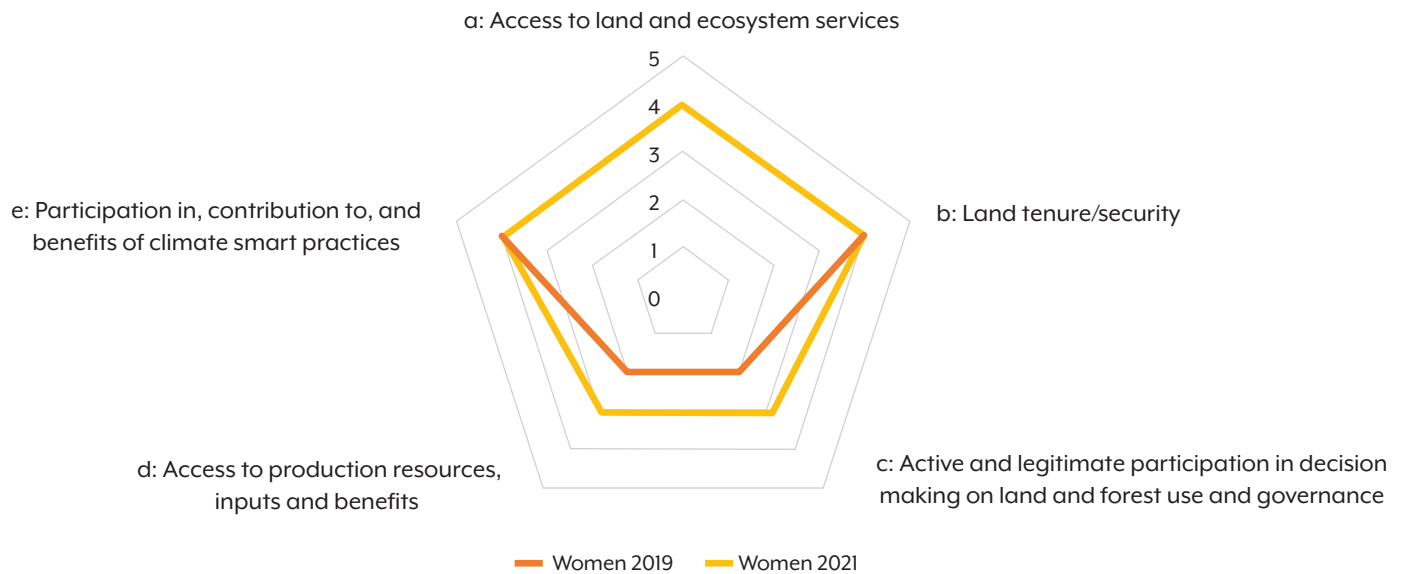 a: Access to land and ecosystem services
5
4
3
2
1
0
b: Land tenure/security
c: Active and legitimate participation in decision
making on land and forest use and governance
d: Access to production resources,
inputs and benefits
e: Participation in, contribution to, and
benefits of climate smart practices
Women 2019
Women 2021